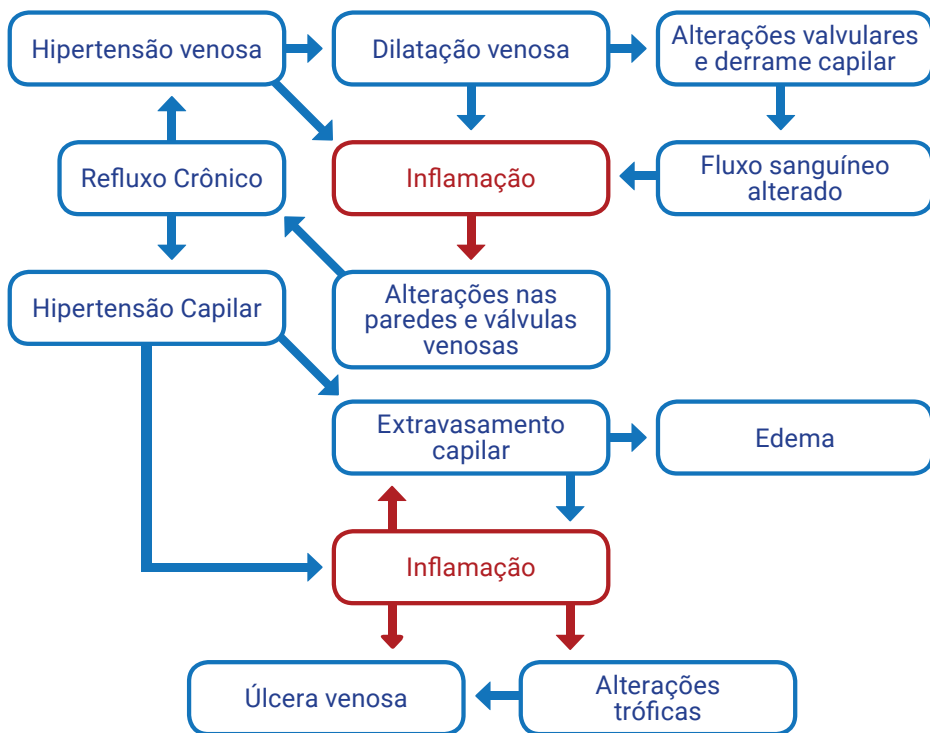 Hipertensão venosa
Dilatação venosa
Alterações valvulares
e derrame capilar
Refluxo Crônico
Inflamação
Fluxo sanguíneo
alterado
Hipertensão Capilar
Alterações nas
paredes e válvulas
venosas
Extravasamento
capilar
Edema
Inflamação
Úlcera venosa
Alterações
tróficas